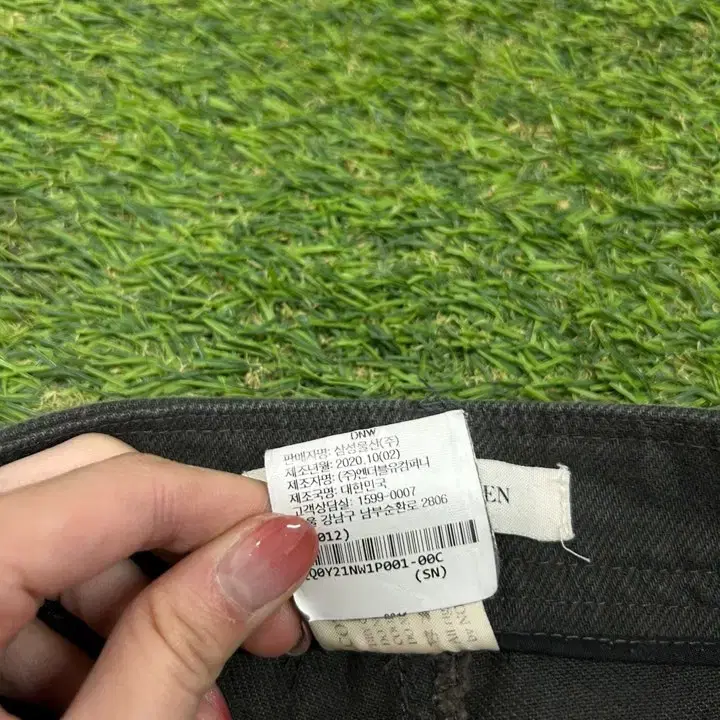 DNW
판매자명: 삼성물산(주)
제조년월: 2020.10(02)
제조자명: (주)엔더블유컴퍼니
제조국명: 대한민국
고객상담실: 1599-0007
강남구 남부순환로 2806
012)
Q0Y21NW1P001-00C
(SN)
EN